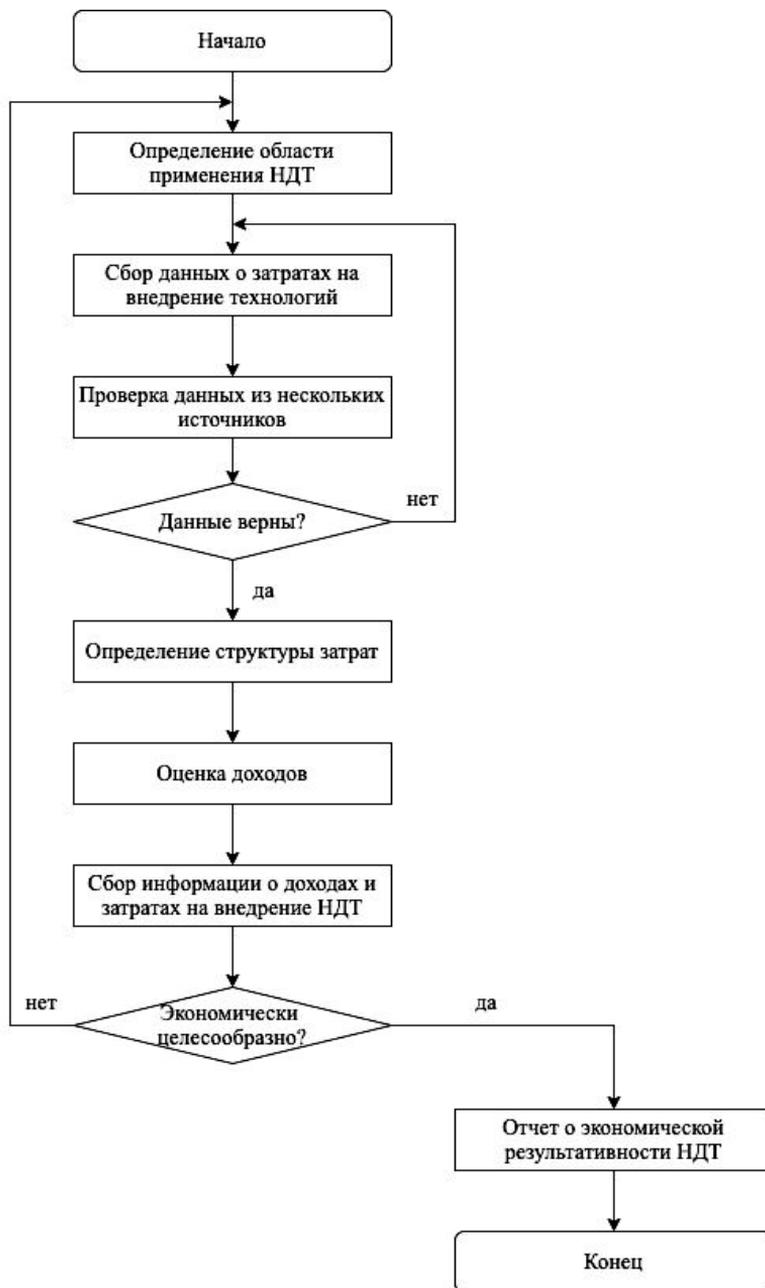 Начало
Определение области
применения НДТ
Сбор данных о затратах на
внедрение технологий
Проверка данных из нескольких
источников
Данные верны?
нет
да
Определение структуры затрат
Оценка доходов
Сбор информации о доходах и
затратах на внедрение НДТ
нет
Экономически
целесообразно?
да
Отчет о экономической
результативности НДТ
Конец